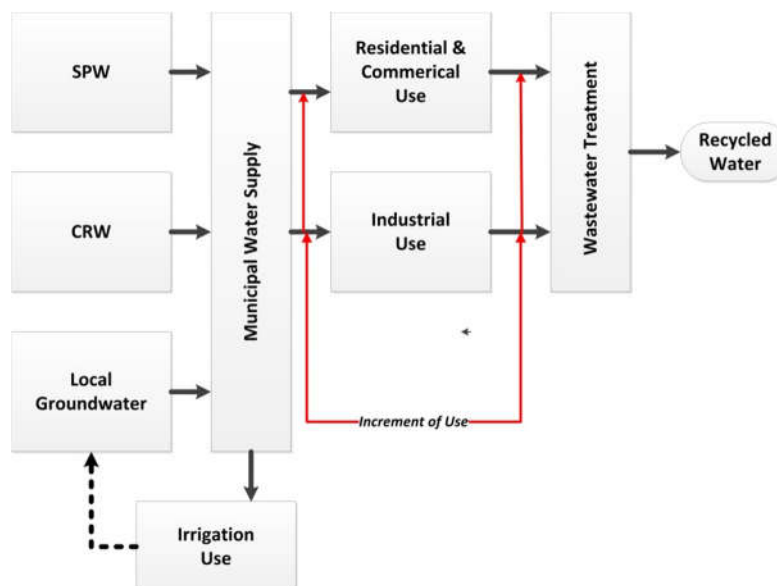 SPW
CRW
Local
Groundwater
Municipal Water Supply
Residential &
Commerical
Use
Industrial
Use
Wastewater Treatment
Recycled
Water
Increment of Use
Irrigation
Use